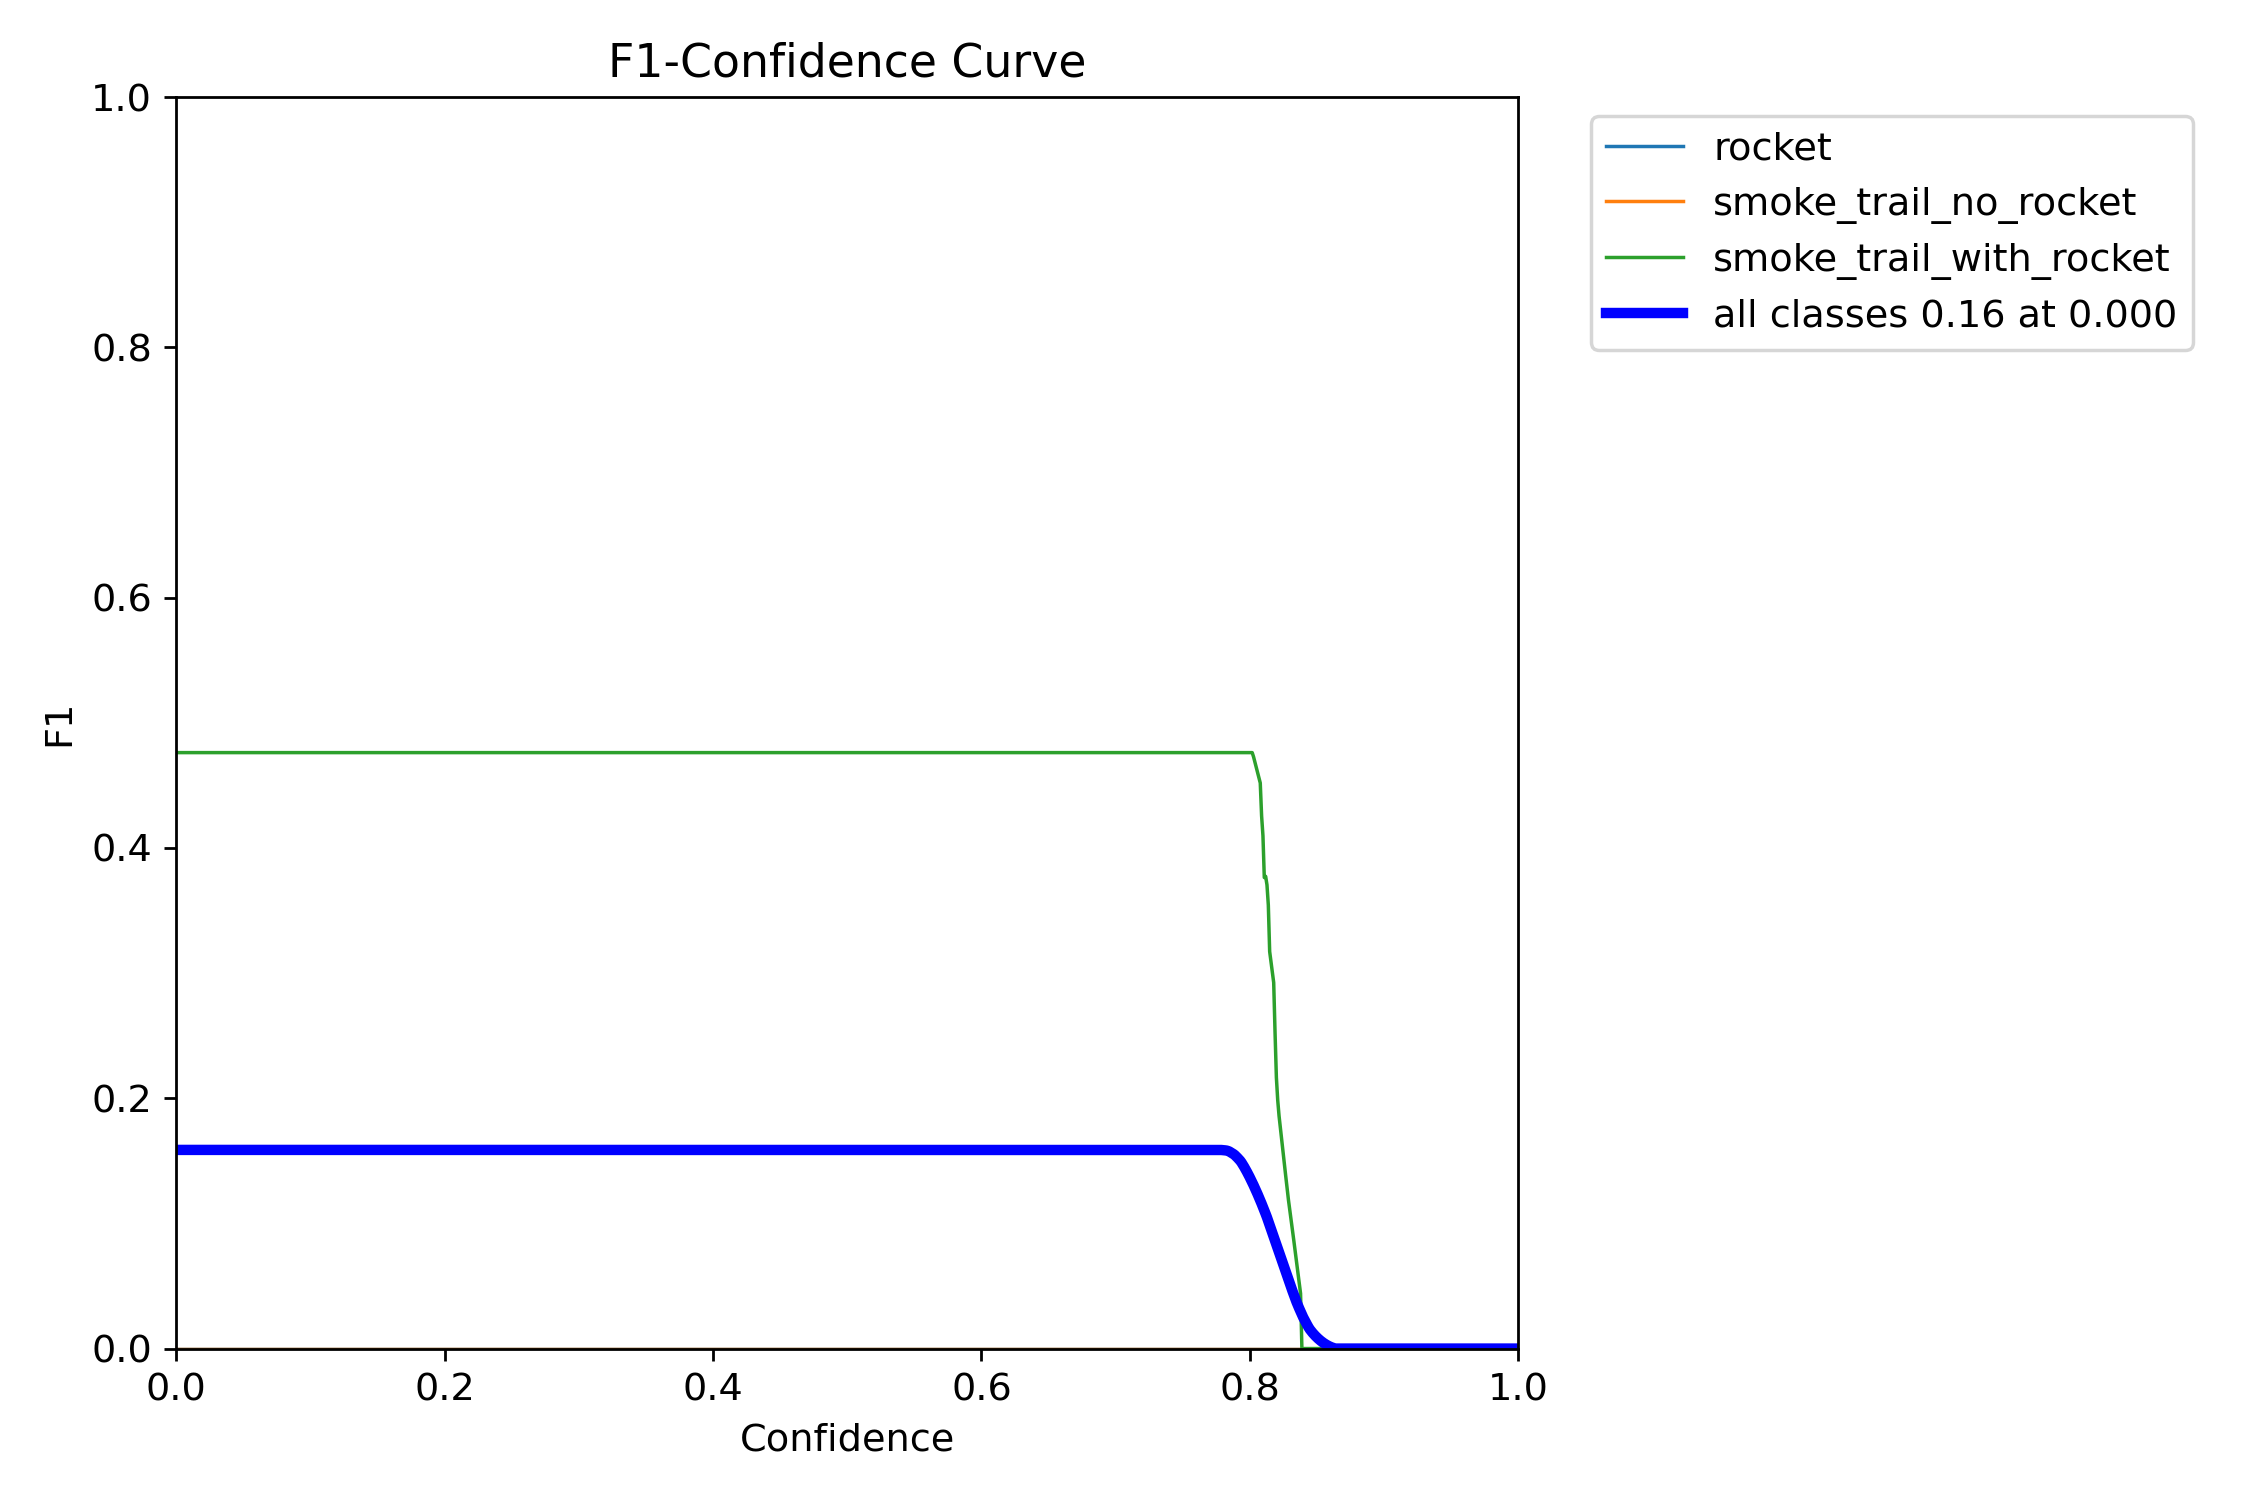 F1-Confidence Curve
1.0
0.8
0.6
0.4
0.2
0.0
F1
0.0 0.2 0.4 0.6 0.8 1.0
Confidence
rocket
smoke_trail_no_rocket
smoke_trail_with_rocket
all classes 0.16 at 0.000